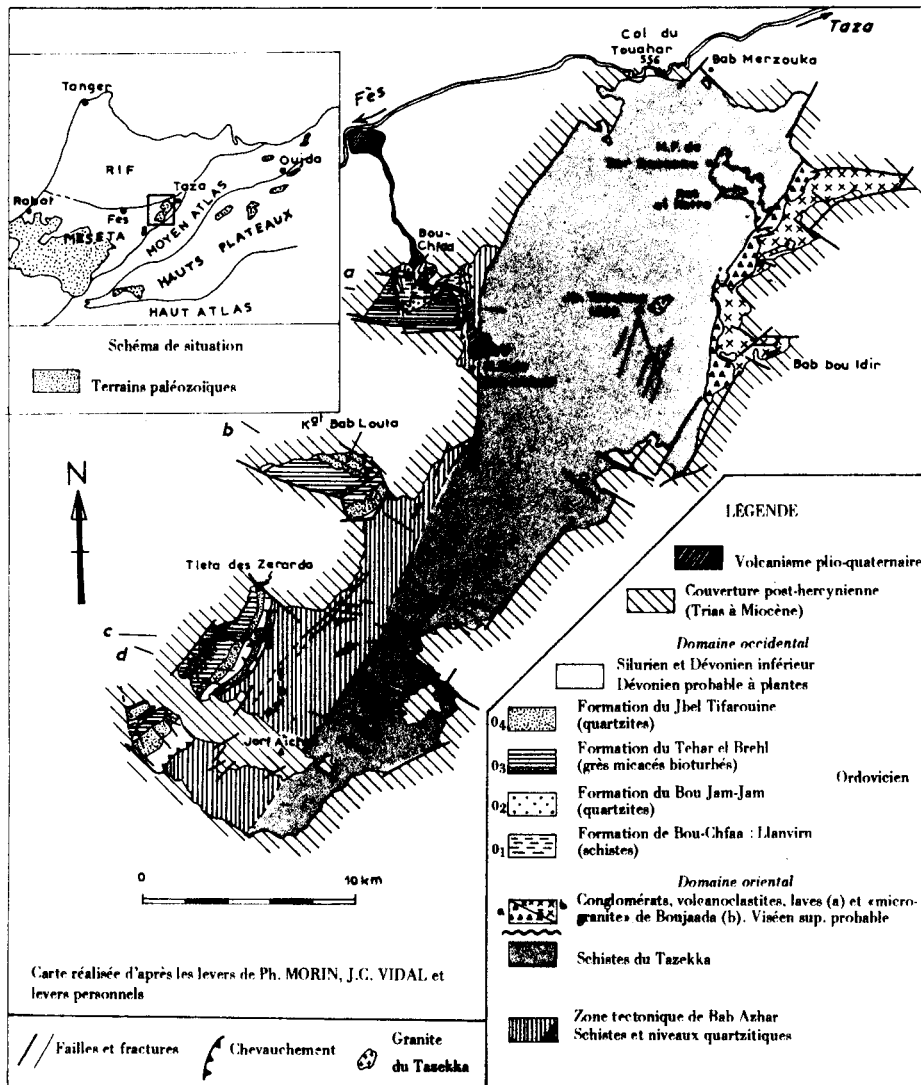 Taza
Col du
Touahar
556
Bab Merzouka
Fès
Tanger
RIF
Rabat
Fès
Taza
Oujda
MESETA
MOYEN ATLAS
HAUTS PLATEAUX
HAUT ATLAS
Schéma de situation
Terrains paléozoïques
a
Bou-
Chfaa
Bab bou Idir
b
Kat Bab Louta
N
Tleta des Zerarda
c
d
0
10 km
Carte réalisée d'après les levers de Ph. MORIN, J.C. VIDAL et
levers personnels
Failles et fractures
Chevauchement
Granite
du Tazekka
LÉGENDE
Volcanisme plio-quaternaire
Couverture post-hercynienne
(Trias à Miocène)
Domaine occidental
Silurien et Dévonien inférieur
Dévonien probable à plantes
O4 Formation du Jbel Tifarouine
(quartzites)
O3 Formation du Tehar el Brehl
(grès micacés bioturbés)
Ordovicien
O2 Formation du Bou Jam-Jam
(quartzites)
O1 Formation de Bou-Chfaa : Llanvirn
(schistes)
Domaine oriental
a b Conglomérats, volcanoclastites, laves (a) et «micro-
granite» de Boujaada (b). Viséen sup. probable
Schistes du Tazekka
Zone tectonique de Bab Azhar
Schistes et niveaux quartzitiques